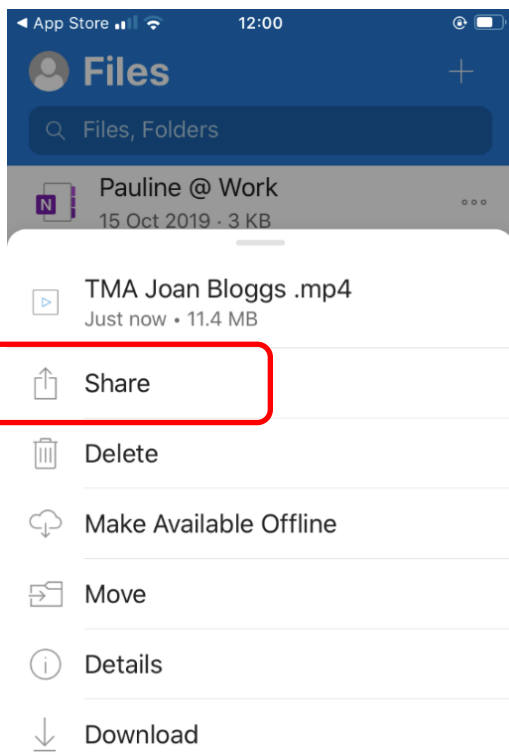 App Store 12:00
Files
Files, Folders
N Pauline @ Work
15 Oct 2019 · 3 KB
TMA Joan Bloggs .mp4
Just now • 11.4 MB
Share
Delete
Make Available Offline
Move
Details
Download